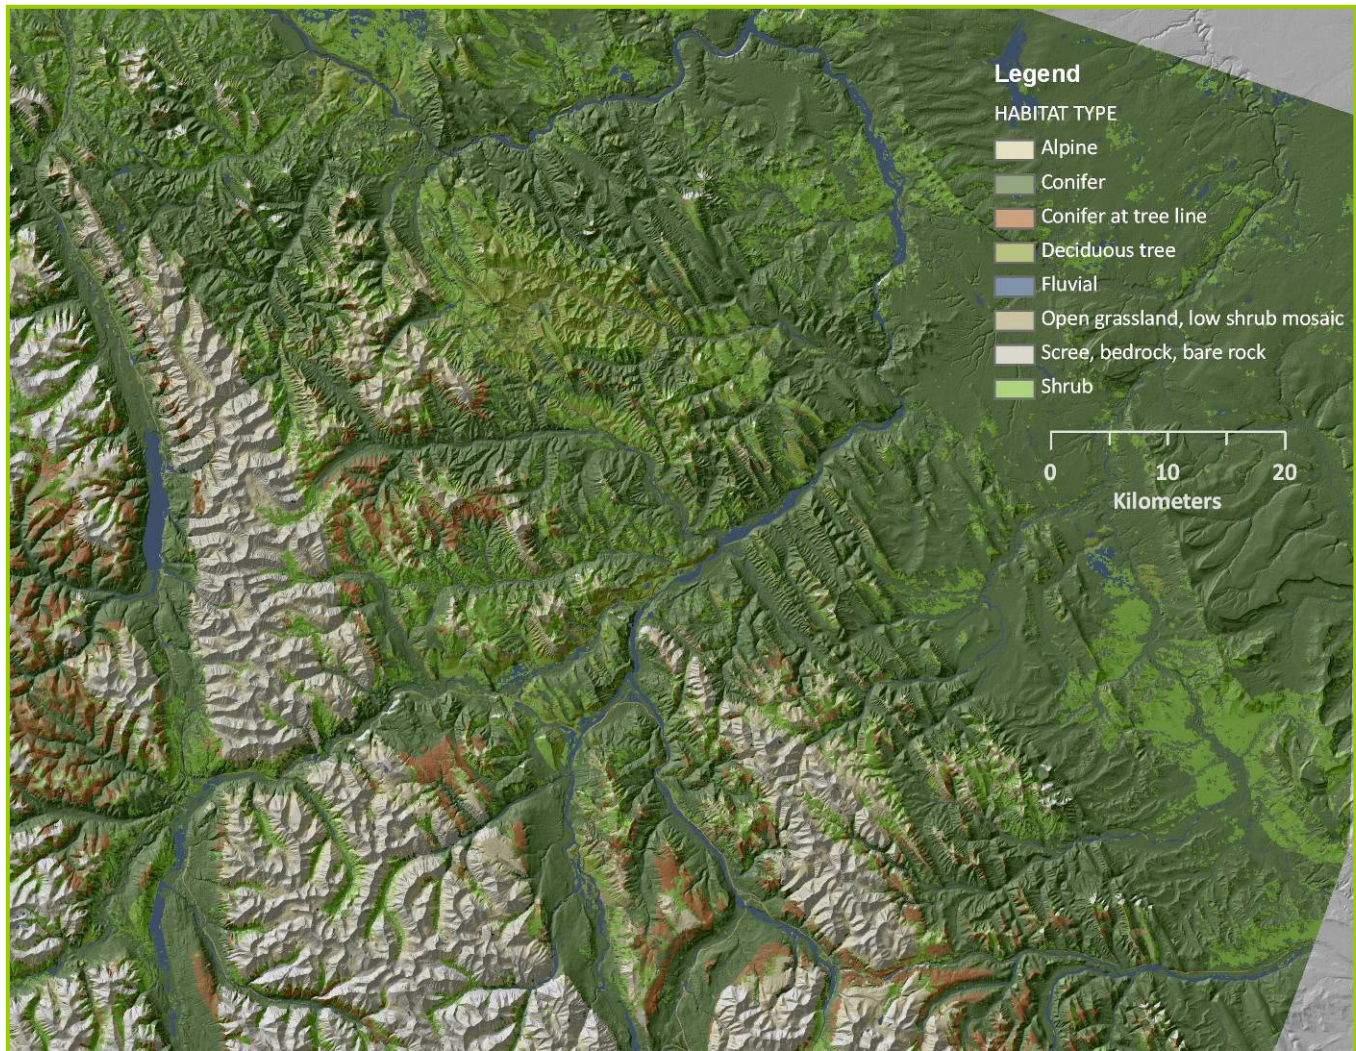 Legend
HABITAT TYPE
Alpine
Conifer
Conifer at tree line
Deciduous tree
Fluvial
Open grassland, low shrub mosaic
Scree, bedrock, bare rock
Shrub
0 10 20
Kilometers